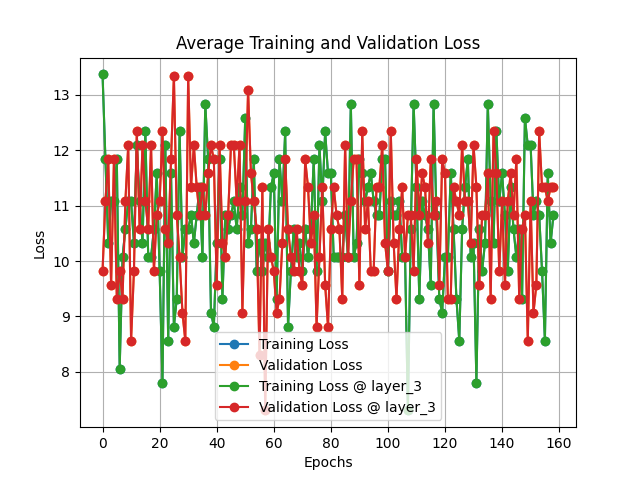 Average Training and Validation Loss
13
12
11
10
9
8
Loss
Training Loss
Validation Loss
Training Loss @ layer_3
Validation Loss @ layer_3
0 20 40 60 80 100 120 140 160
Epochs